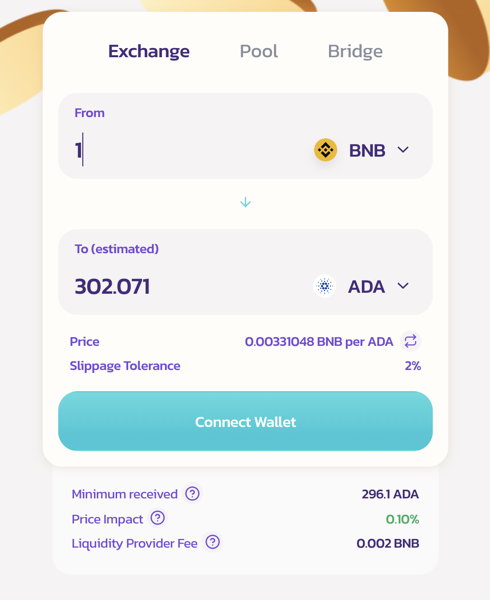 Exchange Pool Bridge
From
1 BNB
To (estimated)
302.071 ADA
Price 0.00331048 BNB per ADA
Slippage Tolerance 2%
Connect Wallet
Minimum received ? 296.1 ADA
Price Impact ? 0.10%
Liquidity Provider Fee ? 0.002 BNB